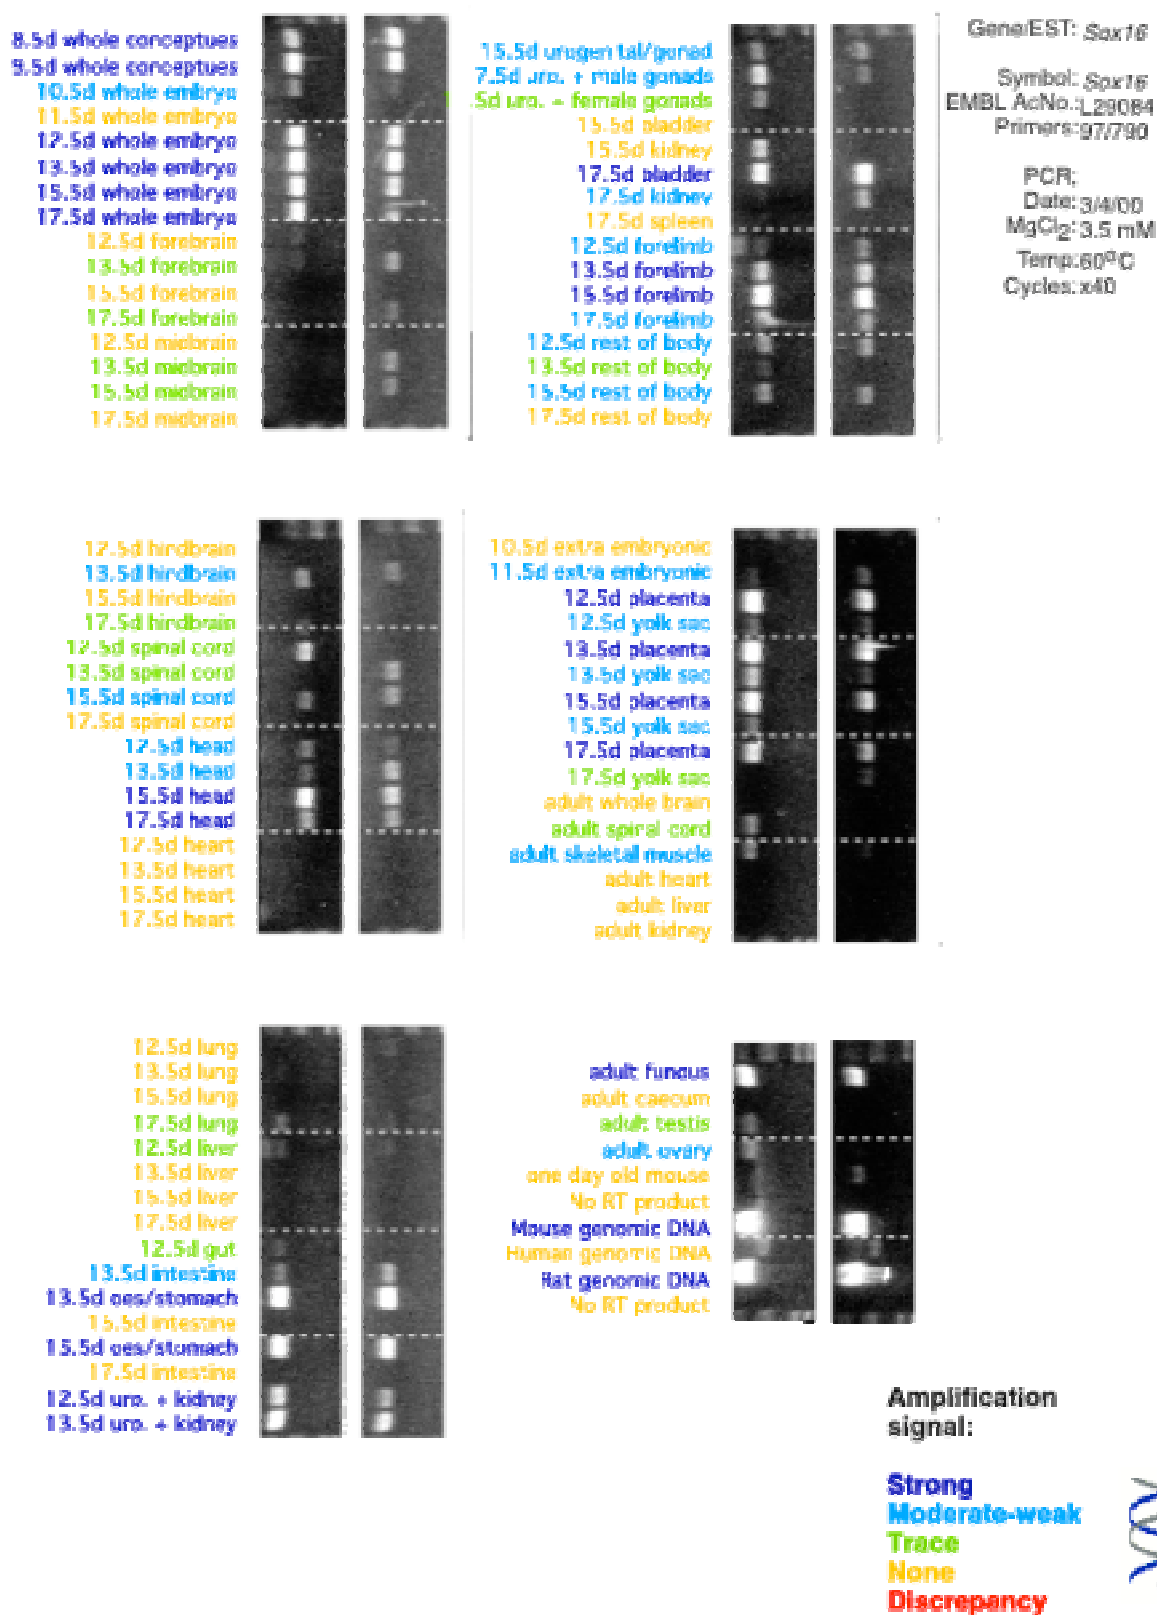 8.5d whole conceptues
9.5d whole conceptues
10.5d whole embryo
11.5d whole embryo
12.5d whole embryo
13.5d whole embryo
15.5d whole embryo
17.5d whole embryo
12.5d forebrain
13.5d forebrain
15.5d forebrain
17.5d forebrain
12.5d midbrain
13.5d midbrain
15.5d midbrain
17.5d midbrain
15.5d urogen tal/gonad
7.5d uro. + male gonads
.5d uro. + female gonads
15.5d bladder
15.5d kidney
17.5d bladder
17.5d kidney
17.5d spleen
12.5d forelimb
13.5d forelimb
15.5d forelimb
17.5d forelimb
12.5d rest of body
13.5d rest of body
15.5d rest of body
17.5d rest of body
Gene/EST: Sox16
Symbol: Sox16
EMBL AcNo.: L29084
Primers: 97/790
PCR:
Date: 3/4/00
MgCl2: 3.5 mM
Temp: 60°C
Cycles: x40
12.5d hindbrain
13.5d hindbrain
15.5d hindbrain
17.5d hindbrain
12.5d spinal cord
13.5d spinal cord
15.5d spinal cord
17.5d spinal cord
12.5d head
13.5d head
15.5d head
17.5d head
12.5d heart
13.5d heart
15.5d heart
17.5d heart
10.5d extra embryonic
11.5d extra embryonic
12.5d placenta
12.5d yolk sac
13.5d placenta
13.5d yolk sac
15.5d placenta
15.5d yolk sac
17.5d placenta
17.5d yolk sac
adult whole brain
adult spiral cord
adult skeletal muscle
adult heart
adult liver
adult kidney
12.5d lung
13.5d lung
15.5d lung
17.5d lung
12.5d liver
13.5d liver
15.5d liver
17.5d liver
12.5d gut
13.5d intestine
13.5d oes/stomach
15.5d intestine
15.5d oes/stomach
17.5d intestine
12.5d uro. + kidney
13.5d uro. + kidney
adult fundus
adult caecum
adult testis
adult ovary
one day old mouse
No RT product
Mouse genomic DNA
Human genomic DNA
Rat genomic DNA
No RT product
Amplification
signal:
Strong
Moderate-weak
Trace
None
Discrepancy